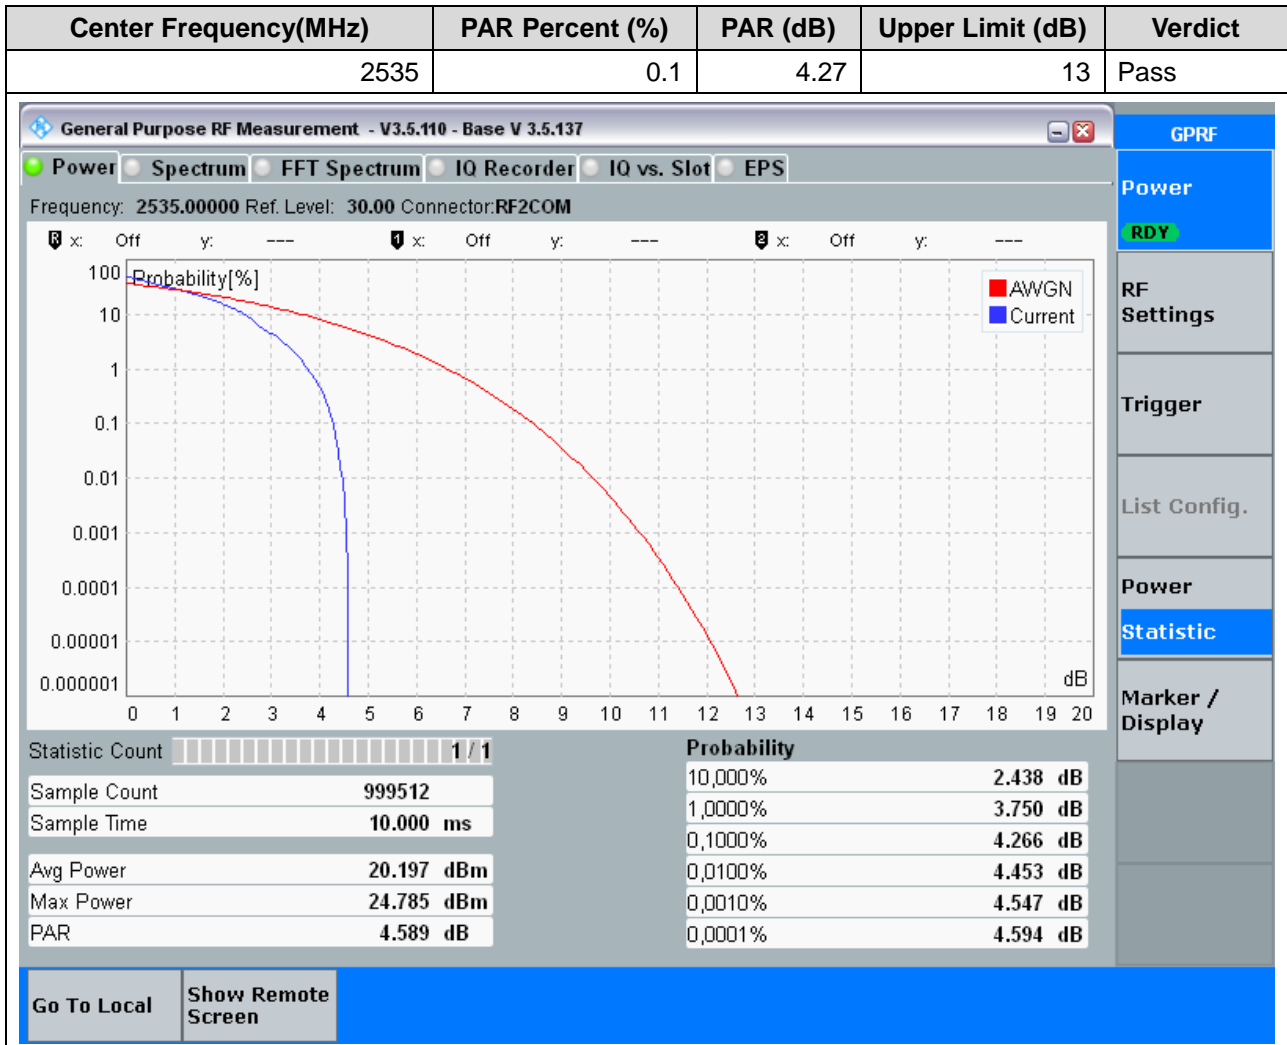 Center Frequency(MHz) PAR Percent (%) PAR (dB) Upper Limit (dB) Verdict
2535 0.1 4.27 13 Pass
General Purpose RF Measurement - V3.5.110 - Base V 3.5.137
GPRF
Power Spectrum FFT Spectrum IQ Recorder IQ vs. Slot EPS
Frequency: 2535.00000 Ref. Level: 30.00 Connector:RF2COM
R x: Off y: --- 1 x: Off y: --- 2 x: Off y: ---
Power
RDY
RF
Settings
Trigger
List Config.
Power
Statistic
Marker /
Display
Probability[%]
AWGN
Current
100
10
1
0.1
0.01
0.001
0.0001
0.00001
0.000001
dB
0 1 2 3 4 5 6 7 8 9 10 11 12 13 14 15 16 17 18 19 20
Statistic Count 1 / 1
Sample Count 999512
Sample Time 10.000 ms
Avg Power 20.197 dBm
Max Power 24.785 dBm
PAR 4.589 dB
Probability
10,000% 2.438 dB
1,0000% 3.750 dB
0,1000% 4.266 dB
0,0100% 4.453 dB
0,0010% 4.547 dB
0,0001% 4.594 dB
Go To Local
Show Remote
Screen